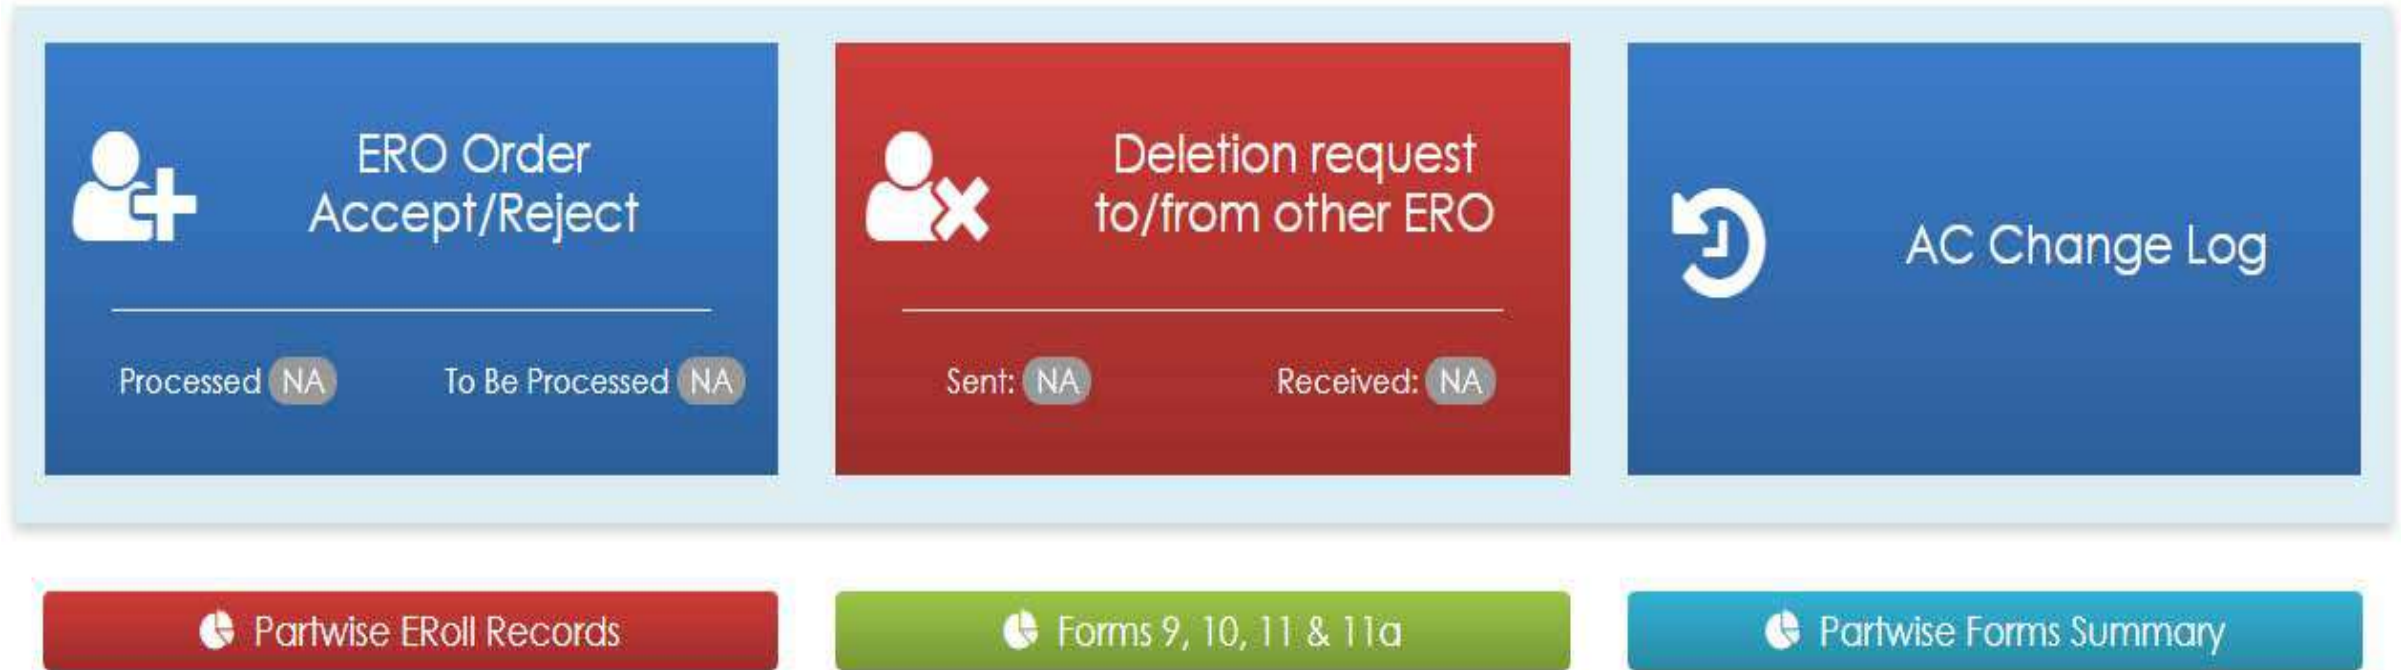 ERO Order
Accept/Reject
Processed NA To Be Processed NA
Deletion request
to/from other ERO
Sent: NA Received: NA
AC Change Log
Partwise ERoll Records
Forms 9, 10, 11 & 11a
Partwise Forms Summary